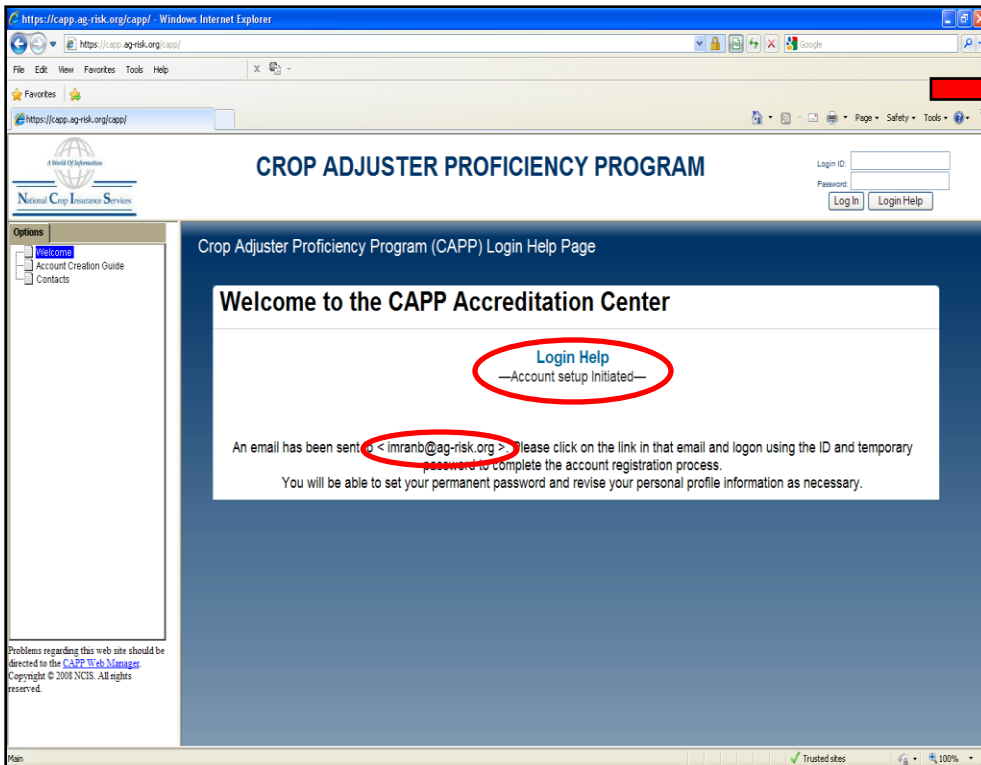 https://capp.ag-risk.org/capp/ - Windows Internet Explorer
https://capp.ag-risk.org/capp/
Google
File Edit View Favorites Tools Help
X
Favorites
https://capp.ag-risk.org/capp/
Page Safety Tools
A World Of Information
National Crop Insurance Services
CROP ADJUSTER PROFICIENCY PROGRAM
Login ID:
Password:
Log In Login Help
Options
Welcome
Account Creation Guide
Contacts
Crop Adjuster Proficiency Program (CAPP) Login Help Page
Welcome to the CAPP Accreditation Center
Login Help
—Account setup Initiated—
An email has been sent to < imranb@ag-risk.org >. Please click on the link in that email and logon using the ID and temporary
password to complete the account registration process.
You will be able to set your permanent password and revise your personal profile information as necessary.
Problems regarding this web site should be
directed to the CAPP Web Manager.
Copyright © 2008 NCIS. All rights
reserved.
Main
Trusted sites
100%